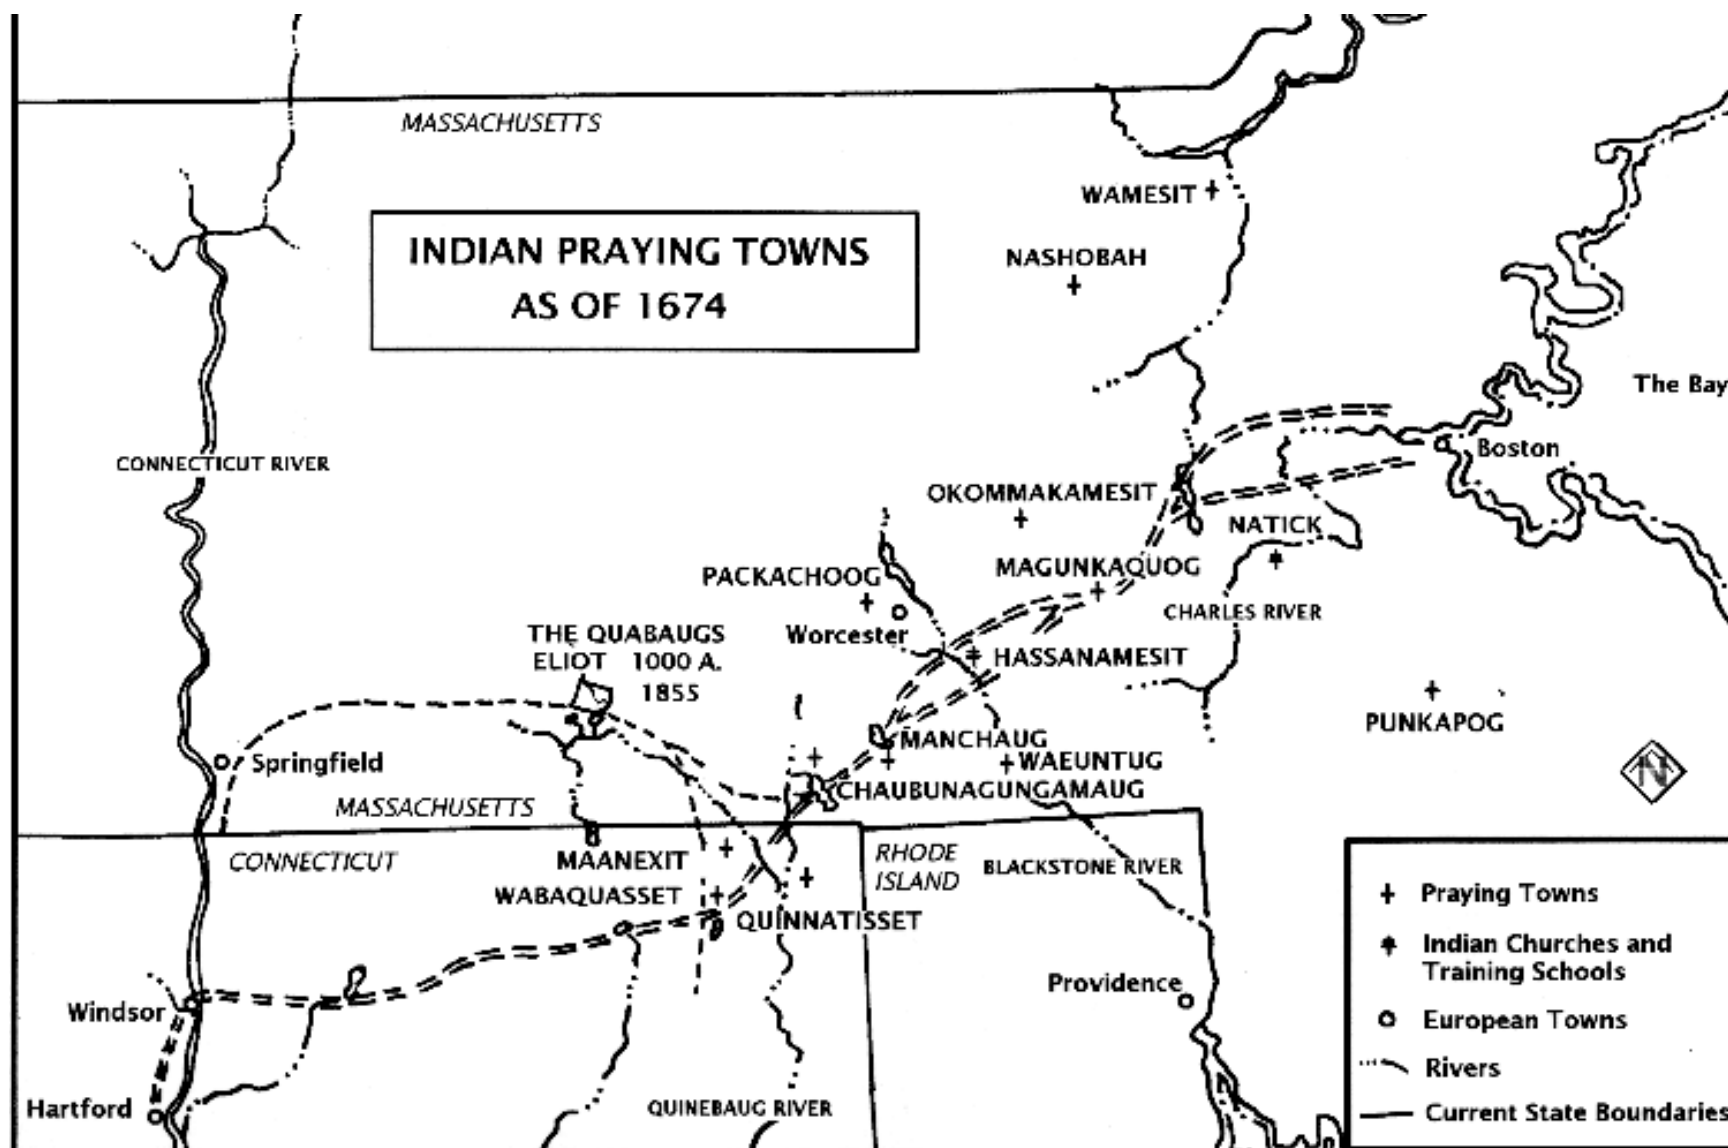 MASSACHUSETTS
WAMESIT
INDIAN PRAYING TOWNS
AS OF 1674
NASHOBAH
The Bay
CONNECTICUT RIVER
Boston
OKOMMAKAMESIT
NATICK
MAGUNKAQUOG
PACKACHOOG
CHARLES RIVER
Worcester
THE QUABAUGS
ELIOT 1000 A.
1855
HASSANAMESIT
PUNKAPOG
MANCHAUG
WAEUNTUG
Springfield
CHAUBUNAGUNGAMAUG
MASSACHUSETTS
N
CONNECTICUT
MAANEXIT
RHODE
ISLAND
BLACKSTONE RIVER
WABAQUASSET
QUINNATISSET
Praying Towns
Indian Churches and
Training Schools
Providence
Windsor
European Towns
Rivers
Hartford
QUINEBAUG RIVER
Current State Boundaries